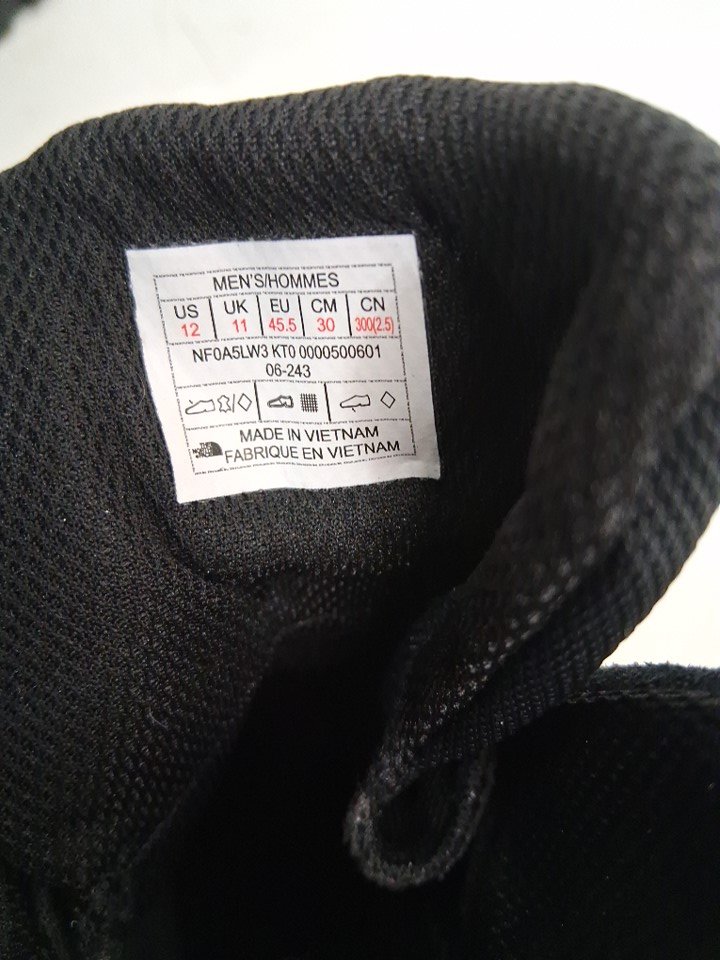 MEN'S/HOMMES
US UK EU CM CN
12 11 45.5 30 300(2.5)
NF0A5LW3 KT0 0000500601
06-243
MADE IN VIETNAM
FABRIQUE EN VIETNAM